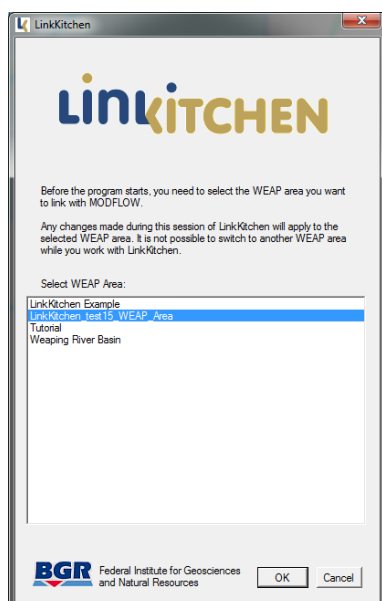 LinkKitchen
LinKiTCHEN
Before the program starts, you need to select the WEAP area you want
to link with MODFLOW.
Any changes made during this session of LinkKitchen will apply to the
selected WEAP area. It is not possible to switch to another WEAP area
while you work with LinkKitchen.
Select WEAP Area:
LinkKitchen Example
LinkKitchen_test15_WEAP_Area
Tutorial
Weaping River Basin
BGR Federal Institute for Geosciences
and Natural Resources
OK Cancel